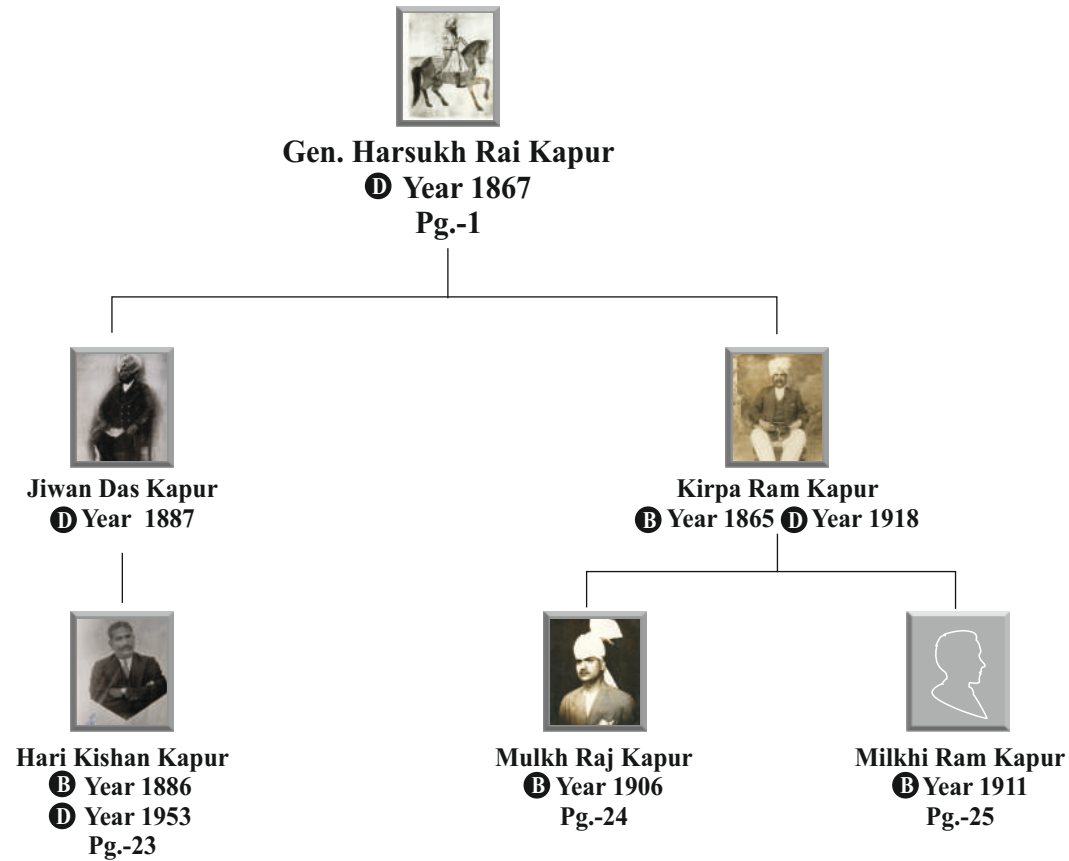 Gen. Harsukh Rai Kapur
D Year 1867
Pg.-1
Jiwan Das Kapur
D Year 1887
Kirpa Ram Kapur
B Year 1865 D Year 1918
Hari Kishan Kapur
B Year 1886
D Year 1953
Pg.-23
Mulkh Raj Kapur
B Year 1906
Pg.-24
Milkhi Ram Kapur
B Year 1911
Pg.-25